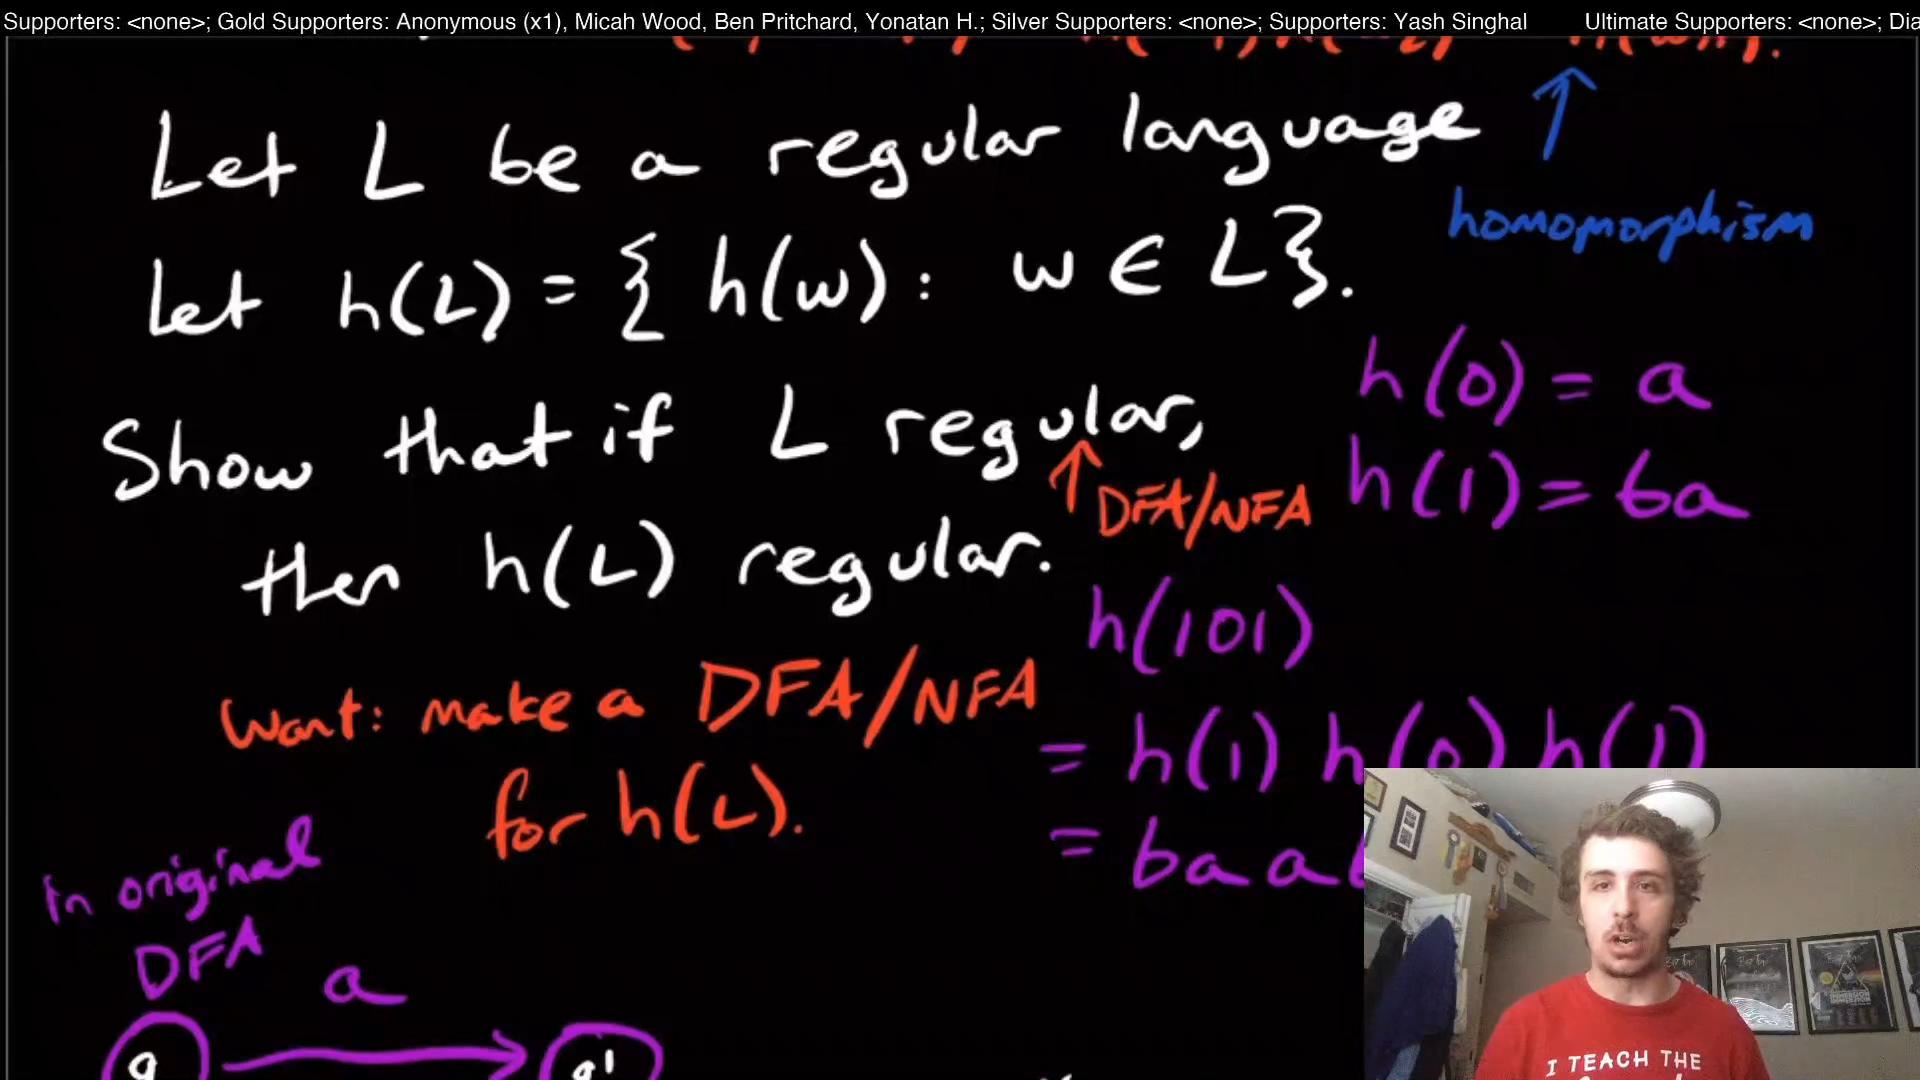 Supporters: <none>; Gold Supporters: Anonymous (x1), Micah Wood, Ben Pritchard, Yonatan H.; Silver Supporters: <none>; Supporters: Yash Singhal Ultimate Supporters: <none>; Dia
Let L be a regular language
homomorphism
Let h(L) = { h(w) : w ∈ L}.
h(0) = a
Show that if L regular,
DFA/NFA
h(1) = ba
then h(L) regular.
h(101)
Want: make a DFA/NFA
for h(L).
= h(1) h(0) h(1)
= baa
In original
DFA
a
q
q'
I TEACH THE